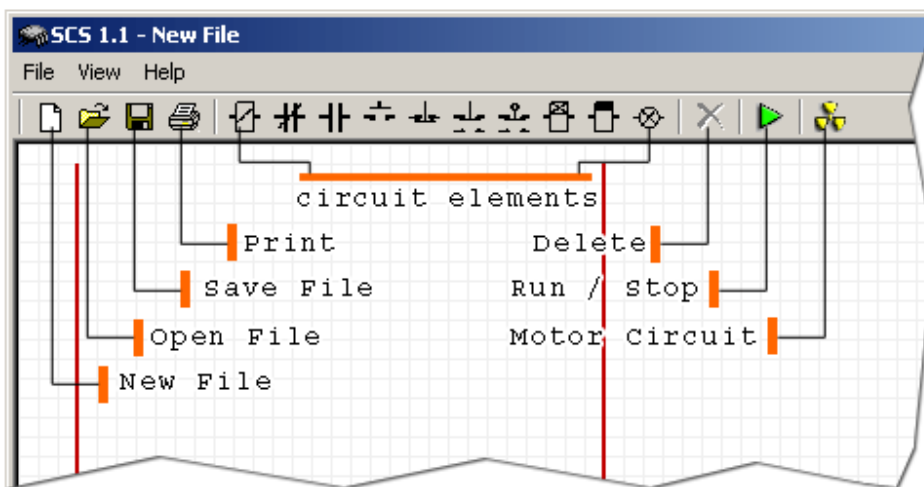 SCS 1.1 - New File
File View Help
circuit elements
Print Delete
Save File Run / Stop
Open File Motor Circuit
New File